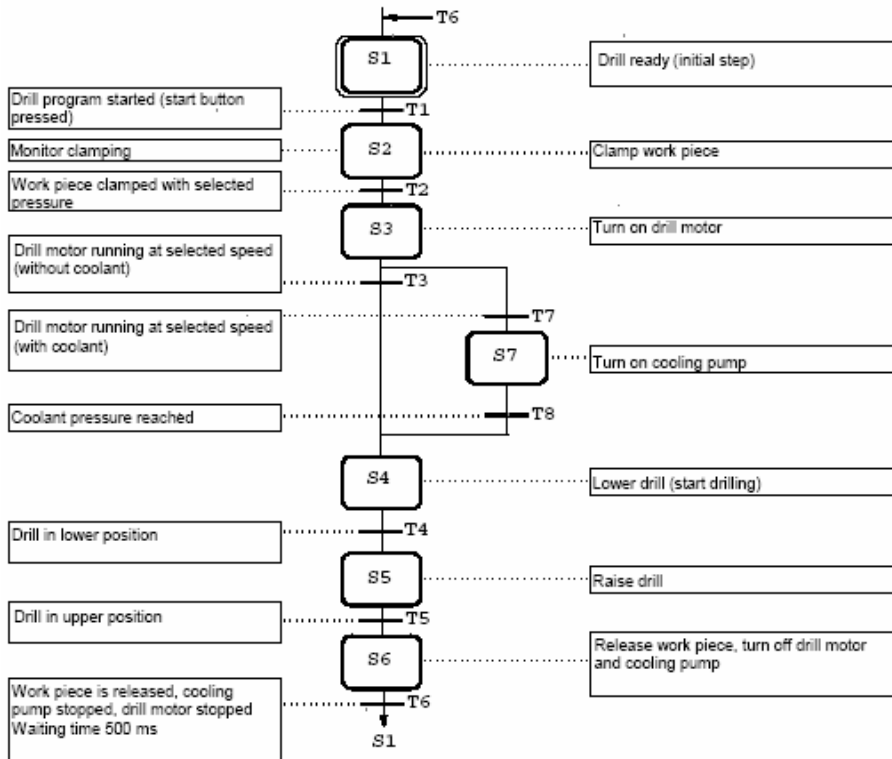 T6
S1
Drill ready (initial step)
Drill program started (start button
pressed)
T1
Monitor clamping
S2
Clamp work piece
Work piece clamped with selected
pressure
T2
S3
Turn on drill motor
Drill motor running at selected speed
(without coolant)
T3
Drill motor running at selected speed
(with coolant)
T7
S7
Turn on cooling pump
Coolant pressure reached
T8
S4
Lower drill (start drilling)
Drill in lower position
T4
S5
Raise drill
Drill in upper position
T5
S6
Release work piece, turn off drill motor
and cooling pump
Work piece is released, cooling
pump stopped, drill motor stopped
Waiting time 500 ms
T6
S1